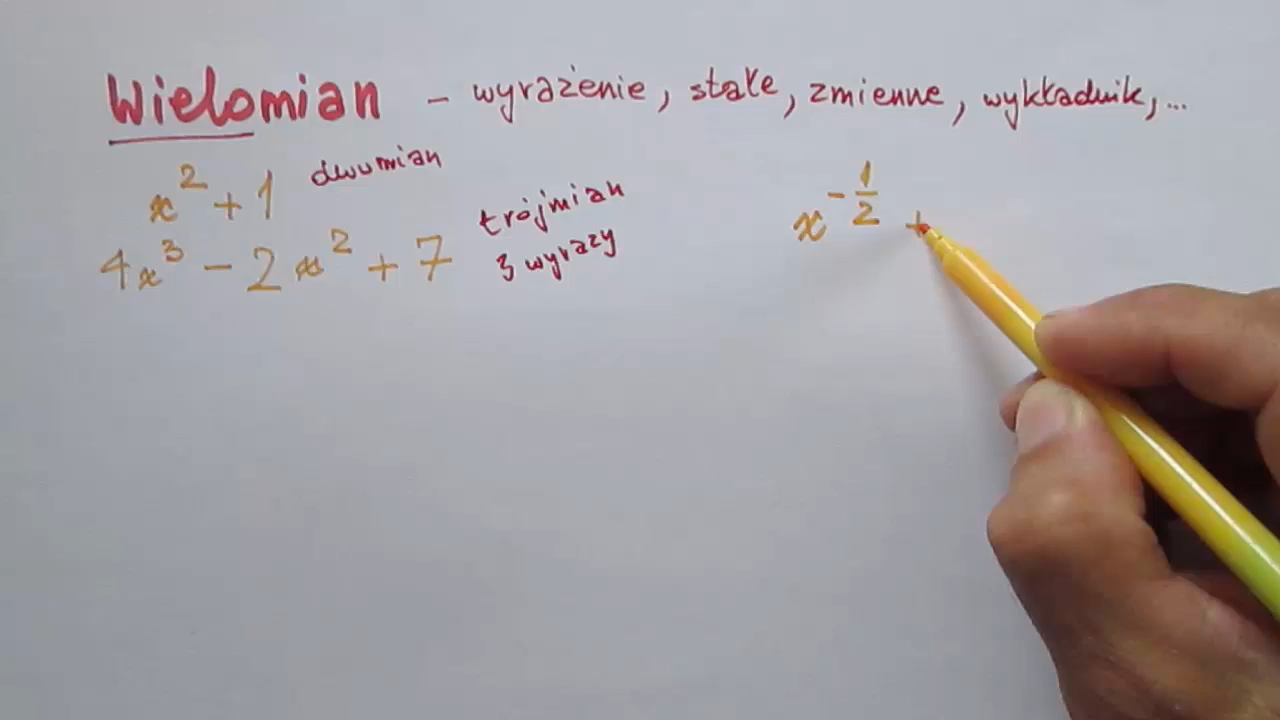 Wielomian - wyrażenie, stałe, zmienne, wykładnik, ...
x² + 1 dwumian
4x³ - 2x² + 7 trójmian
3 wyrazy
x^(-1/2) +